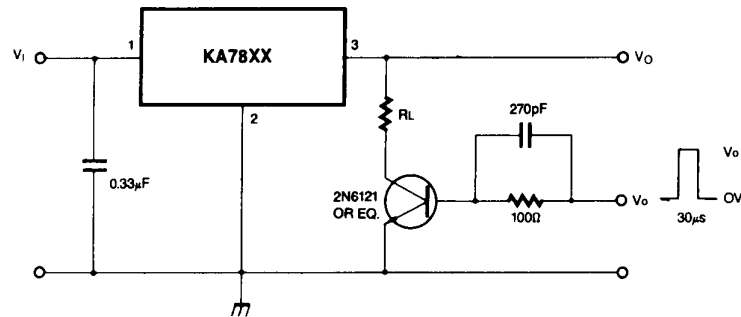 KA78XX
1
3
2
VI
VO
RL
270pF
0.33µF
2N6121
OR EQ.
100Ω
Vo
Vo
OV
30µs